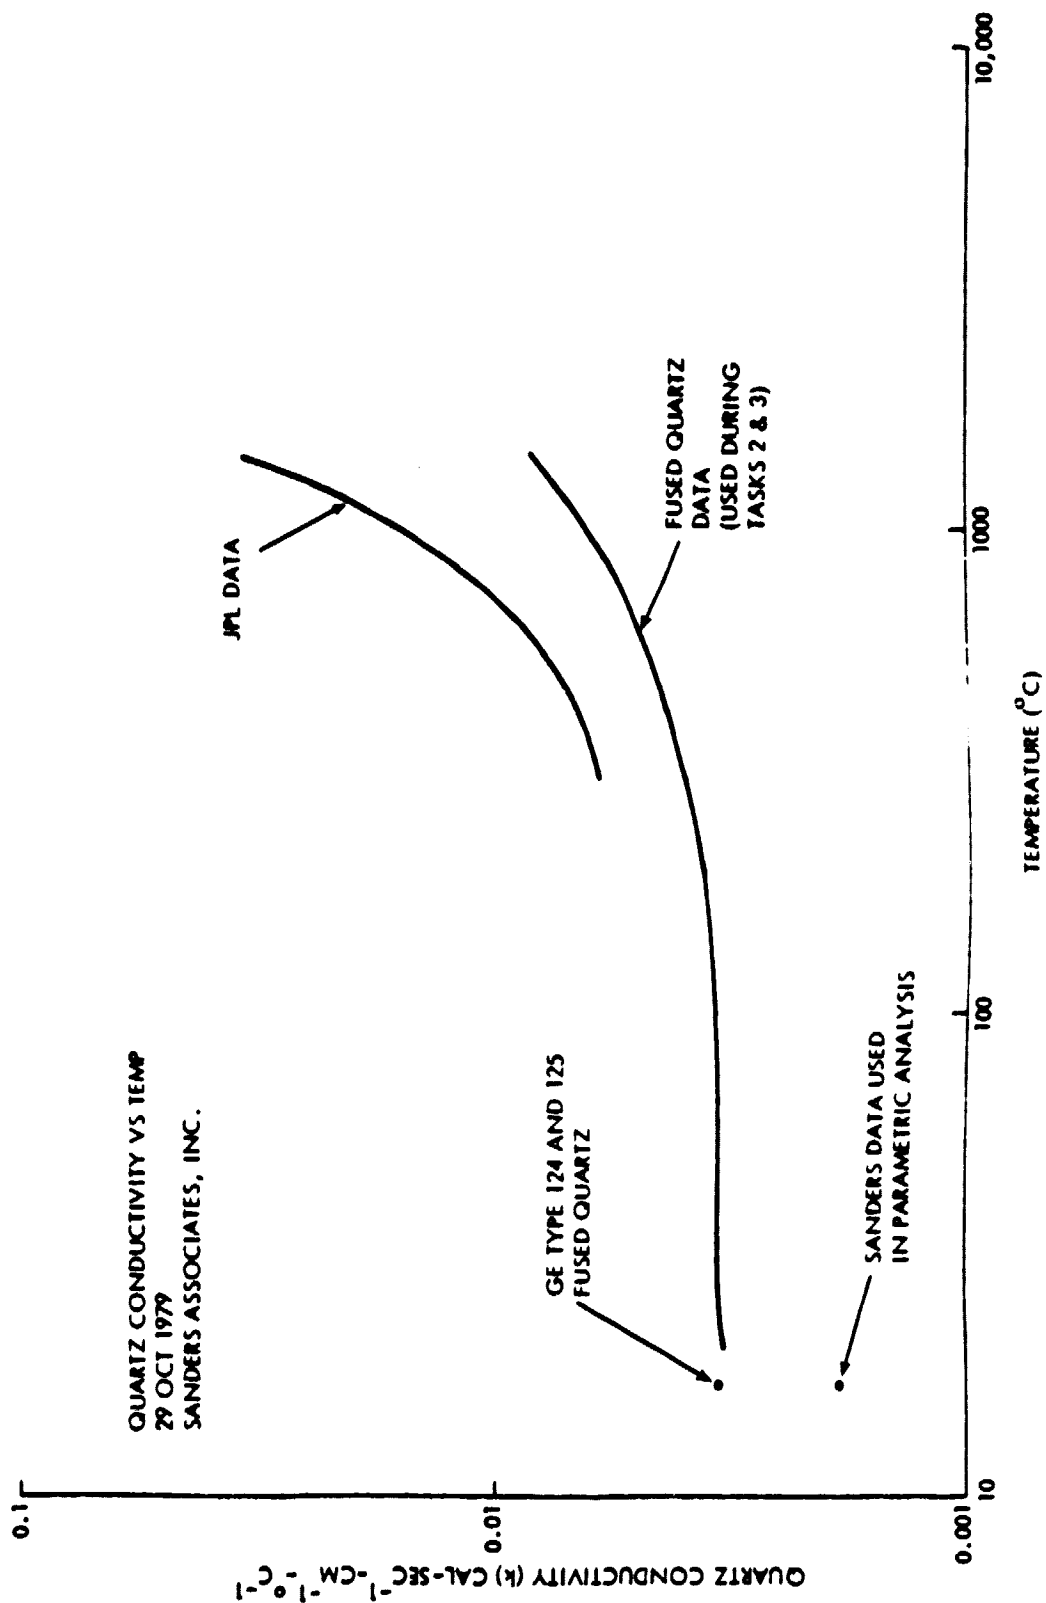 QUARTZ CONDUCTIVITY VS TEMP
29 OCT 1979
SANDERS ASSOCIATES, INC.
0.1
0.01
0.001
QUARTZ CONDUCTIVITY (k) CAL-SEC⁻¹-CM⁻¹-°C⁻¹
JPL DATA
FUSED QUARTZ
DATA
(USED DURING
TASKS 2 & 3)
GE TYPE 124 AND 125
FUSED QUARTZ
SANDERS DATA USED
IN PARAMETRIC ANALYSIS
10
100
1000
10,000
TEMPERATURE (°C)